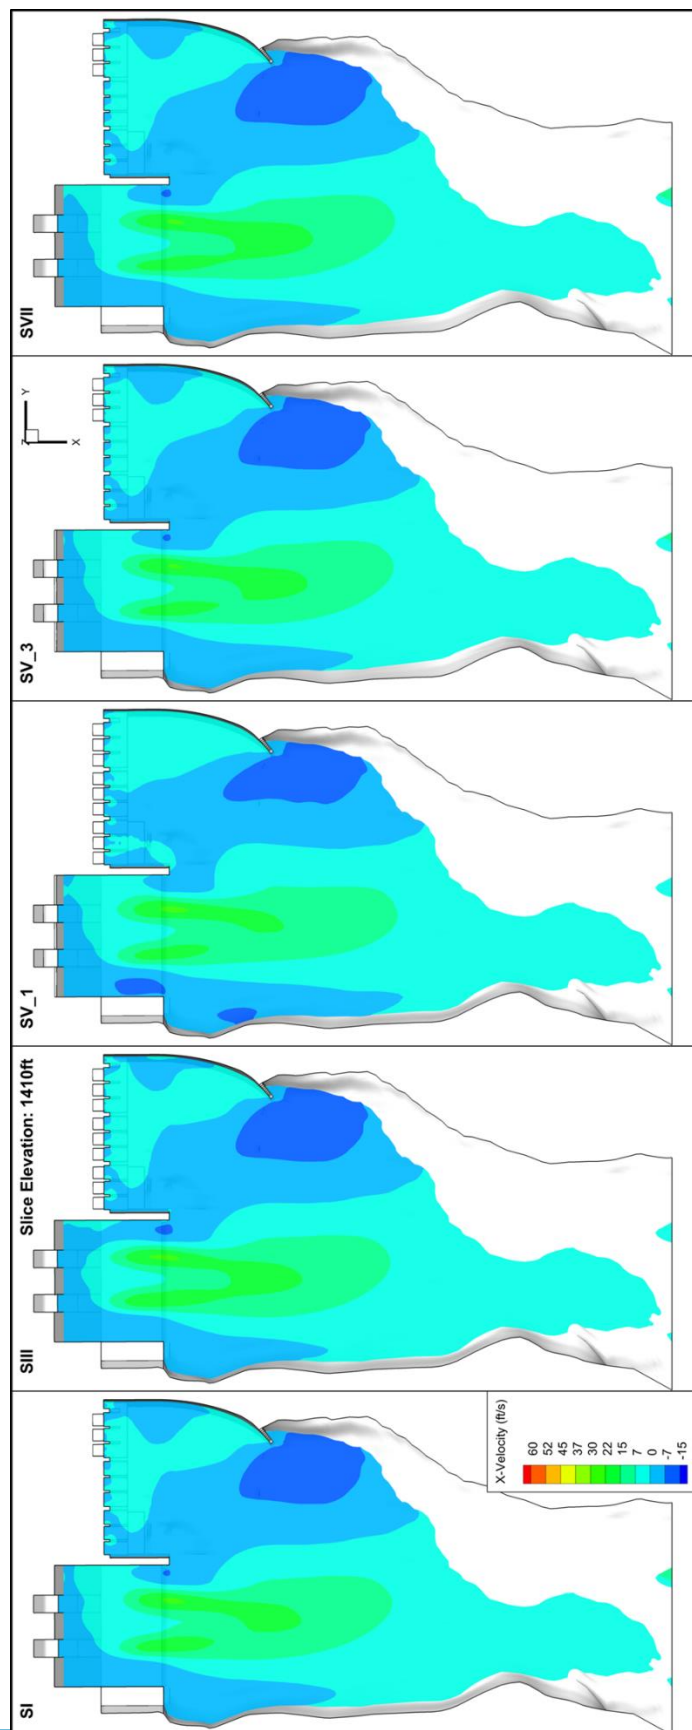 SI
SIII
Slice Elevation: 1410ft
SV_1
SV_3
SVII
Z
Y
X
X-Velocity (ft/s)
60
52
45
37
30
22
15
7
0
-7
-15